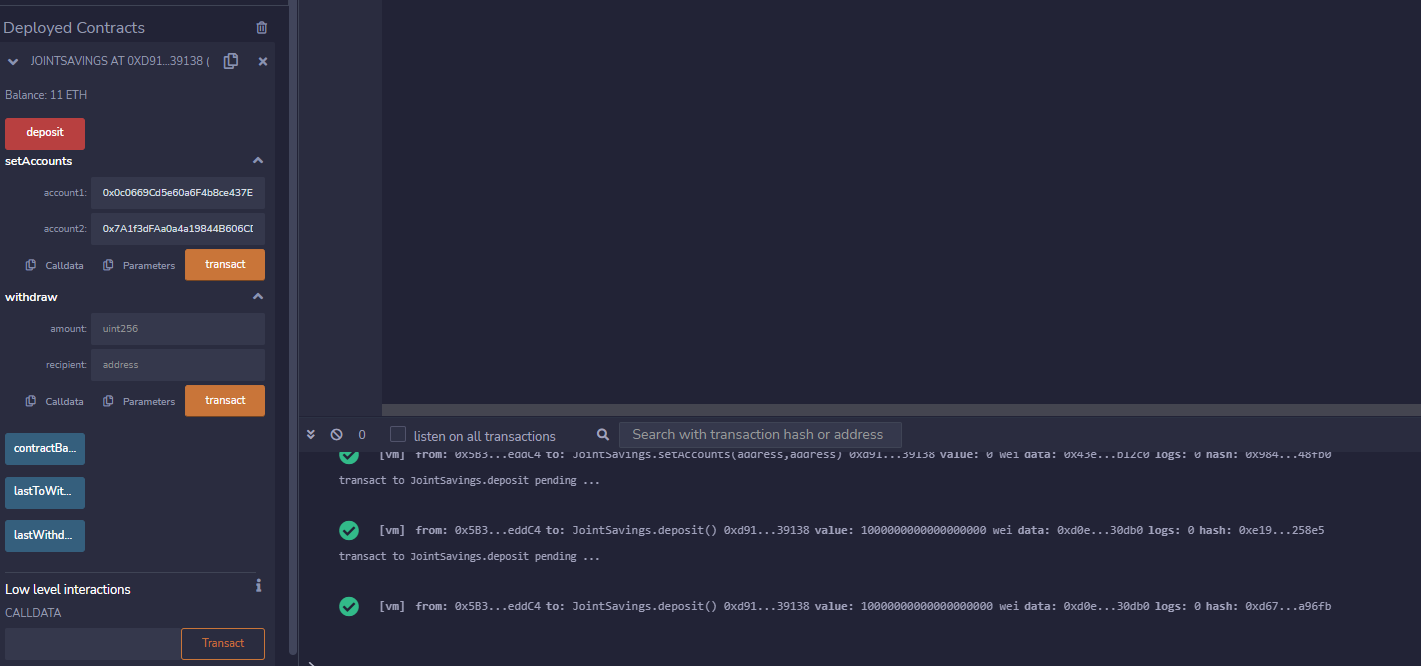 Deployed Contracts
JOINTSAVINGS AT 0XD91...39138 (
Balance: 11 ETH
deposit
setAccounts
account1: 0x0c0669Cd5e60a6F4b8ce437E
account2: 0x7A1f3dFAa0a4a19844B606CD
Calldata Parameters transact
withdraw
amount: uint256
recipient: address
Calldata Parameters transact
contractBa...
lastToWit...
lastWithd...
Low level interactions
CALLDATA
Transact
0 listen on all transactions Search with transaction hash or address
[vm] from: 0x5B3...eddC4 to: JointSavings.setAccounts(address,address) 0xd91...39138 value: 0 wei data: 0x43e...b12c0 logs: 0 hash: 0x984...48fb0
transact to JointSavings.deposit pending ...
[vm] from: 0x5B3...eddC4 to: JointSavings.deposit() 0xd91...39138 value: 1000000000000000000 wei data: 0xd0e...30db0 logs: 0 hash: 0xe19...258e5
transact to JointSavings.deposit pending ...
[vm] from: 0x5B3...eddC4 to: JointSavings.deposit() 0xd91...39138 value: 10000000000000000000 wei data: 0xd0e...30db0 logs: 0 hash: 0xd67...a96fb